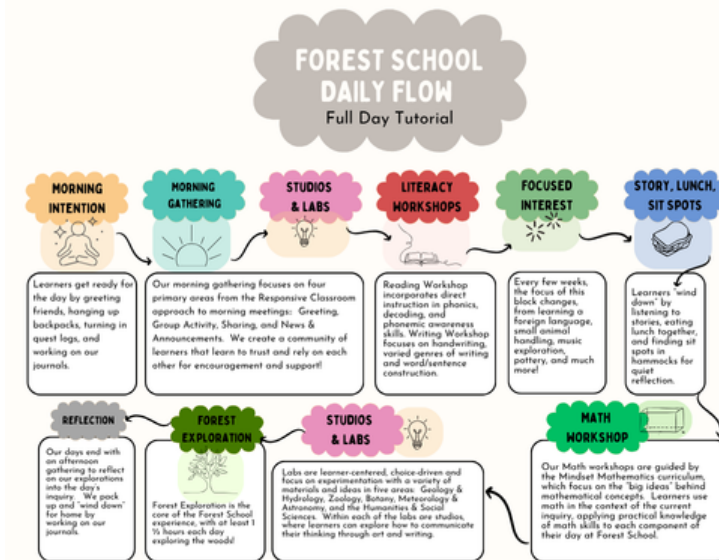 FOREST SCHOOL
DAILY FLOW
Full Day Tutorial
MORNING
INTENTION
Learners get ready for
the day by greeting
friends, hanging up
backpacks, turning in
quest logs, and
working on our
journals.
MORNING
GATHERING
Our morning gathering focuses on four
primary areas from the Responsive Classroom
approach to morning meetings: Greeting,
Group Activity, Sharing, and News &
Announcements. We create a community of
learners that learn to trust and rely on each
other for encouragement and support!
STUDIOS
& LABS
LITERACY
WORKSHOPS
Reading Workshop
incorporates direct
instruction in phonics,
decoding, and
phonemic awareness
skills. Writing Workshop
focuses on handwriting,
varied genres of writing
and word/sentence
construction.
FOCUSED
INTEREST
Every few weeks,
the focus of this
block changes,
from learning a
foreign language,
small animal
handling, music
exploration,
pottery, and much
more!
STORY, LUNCH,
SIT SPOTS
Learners "wind
down" by
listening to
stories, eating
lunch together,
and finding sit
spots in
hammocks for
quiet
reflection.
MATH
WORKSHOP
Our Math workshops are guided by
the Mindset Mathematics curriculum,
which focus on the "big ideas" behind
mathematical concepts. Learners use
math in the context of the current
inquiry, applying practical knowledge
of math skills to each component of
their day at Forest School.
STUDIOS
& LABS
Labs are learner-centered, choice-driven and
focus on experimentation with a variety of
materials and ideas in five areas: Geology &
Hydrology, Zoology, Botany, Meteorology &
Astronomy, and the Humanities & Social
Sciences. Within each of the labs are studios,
where learners can explore how to communicate
their thinking through art and writing.
FOREST
EXPLORATION
Forest Exploration is the
core of the Forest School
experience, with at least 1
½ hours each day
exploring the woods!
REFLECTION
Our days end with
an afternoon
gathering to reflect
on our explorations
into the day's
inquiry. We pack
up and "wind down"
for home by
working on our
journals.